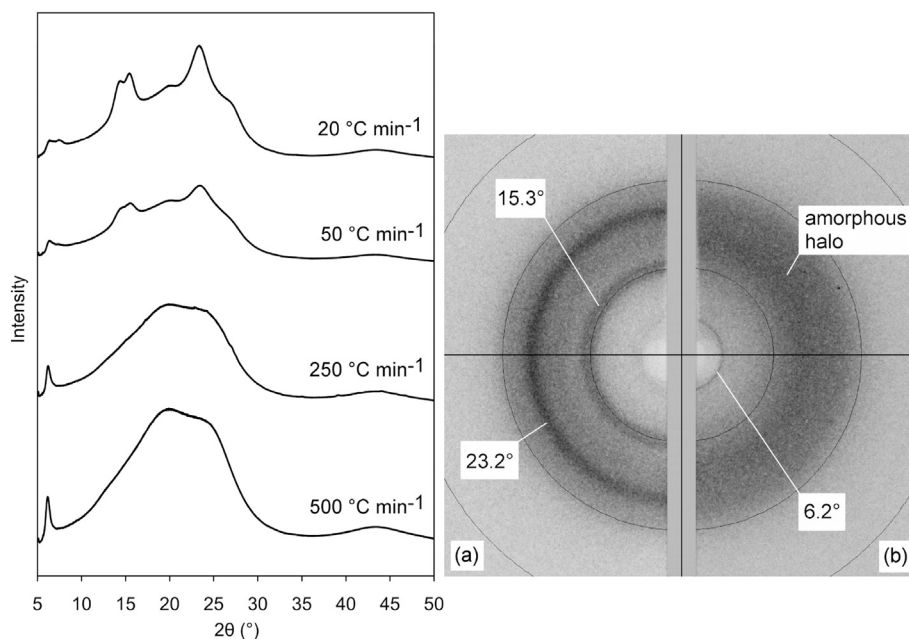 Intensity
20 °C min-1
50 °C min-1
250 °C min-1
500 °C min-1
5 10 15 20 25 30 35 40 45 50
2θ (°)
15.3°
amorphous
halo
23.2°
6.2°
(a)
(b)